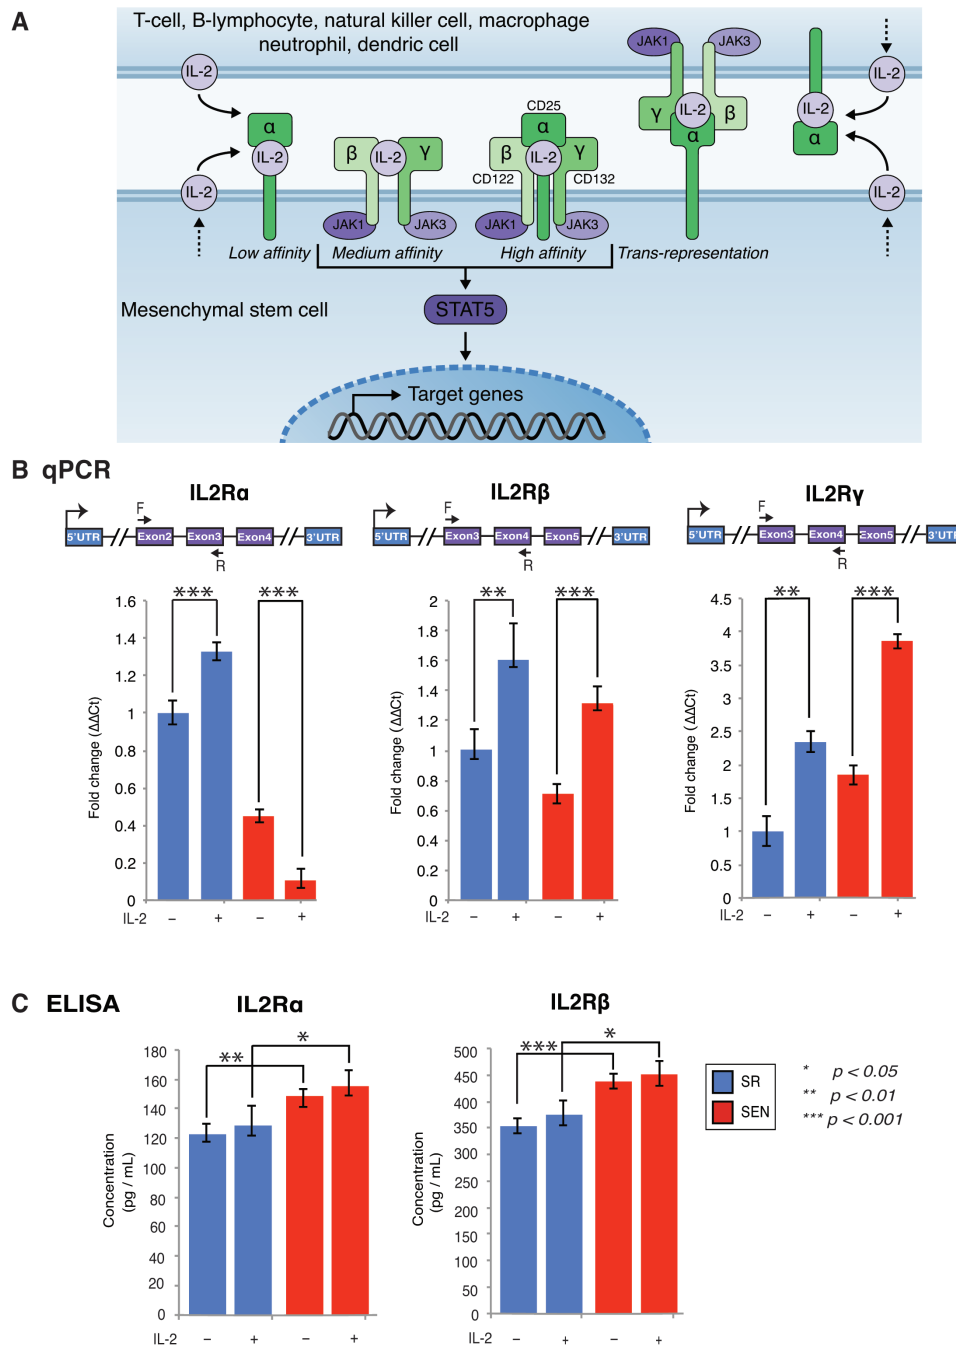 A
T-cell, B-lymphocyte, natural killer cell, macrophage
neutrophil, dendric cell
JAK1
JAK3
IL-2
IL-2
IL-2
IL-2
γ
β
α
α
CD25
α
α
IL-2
β
IL-2
γ
β
IL-2
γ
CD122
CD132
IL-2
IL-2
JAK1
JAK3
JAK1
JAK3
Low affinity
Medium affinity
High affinity
Trans-representation
Mesenchymal stem cell
STAT5
Target genes
B qPCR
IL2Rα
IL2Rβ
IL2Rγ
F
F
F
5'UTR
Exon2
Exon3
Exon4
3'UTR
5'UTR
Exon3
Exon4
Exon5
3'UTR
5'UTR
Exon3
Exon4
Exon5
3'UTR
R
R
R
Fold change (ΔΔCt)
1.6
1.4
1.2
1
0.8
0.6
0.4
0.2
0
***
***
IL-2
−
+
−
+
Fold change (ΔΔCt)
2
1.8
1.6
1.4
1.2
1
0.8
0.6
0.4
0.2
0
**
***
−
+
−
+
Fold change (ΔΔCt)
4.5
4
3.5
3
2.5
2
1.5
1
0.5
0
**
***
IL-2
−
+
−
+
C ELISA
IL2Rα
IL2Rβ
Concentration
(pg / mL)
180
160
140
120
100
80
60
40
20
0
**
*
IL-2
−
+
−
+
Concentration
(pg / mL)
500
450
400
350
300
250
200
150
100
50
0
***
*
IL-2
−
+
−
+
SR
SEN
* p < 0.05
** p < 0.01
*** p < 0.001